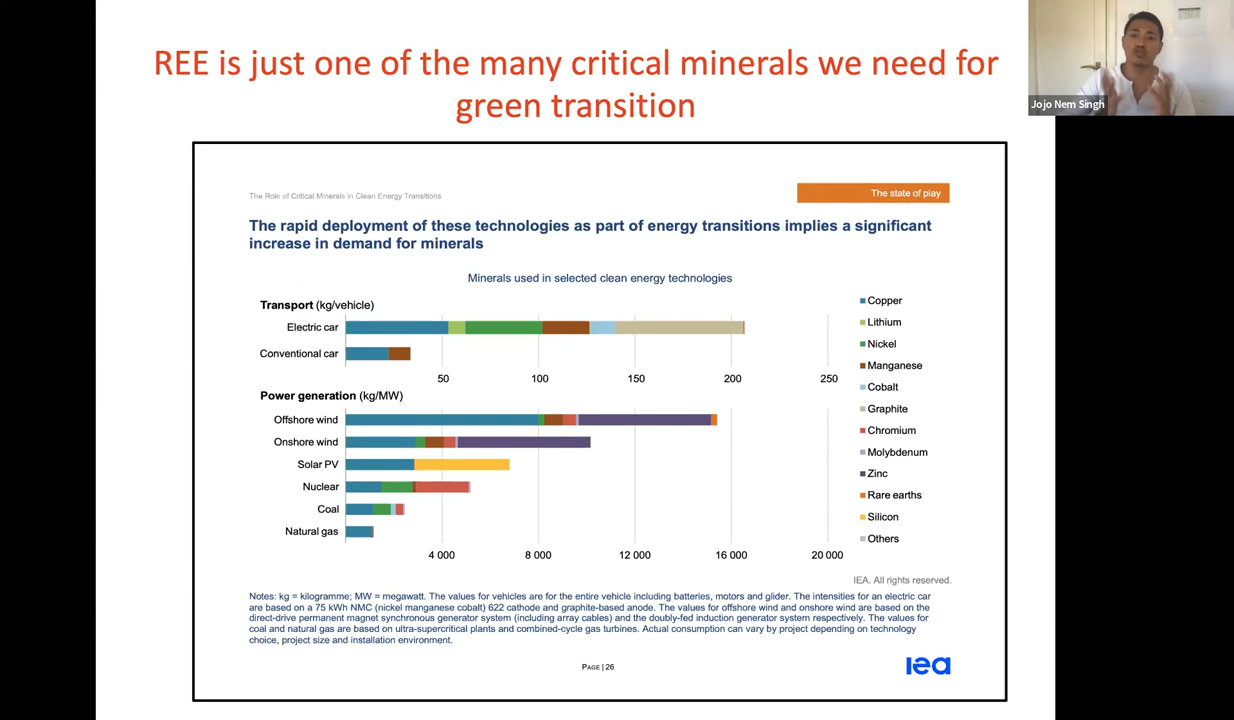 REE is just one of the many critical minerals we need for
green transition
Jojo Nem Singh
The Role of Critical Minerals in Clean Energy Transitions
The state of play
The rapid deployment of these technologies as part of energy transitions implies a significant
increase in demand for minerals
Minerals used in selected clean energy technologies
Transport (kg/vehicle)
Electric car
Conventional car
50 100 150 200 250
Power generation (kg/MW)
Offshore wind
Onshore wind
Solar PV
Nuclear
Coal
Natural gas
4 000 8 000 12 000 16 000 20 000
Copper
Lithium
Nickel
Manganese
Cobalt
Graphite
Chromium
Molybdenum
Zinc
Rare earths
Silicon
Others
IEA. All rights reserved.
Notes: kg = kilogramme; MW = megawatt. The values for vehicles are for the entire vehicle including batteries, motors and glider. The intensities for an electric car
are based on a 75 kWh NMC (nickel manganese cobalt) 622 cathode and graphite-based anode. The values for offshore wind and onshore wind are based on the
direct-drive permanent magnet synchronous generator system (including array cables) and the doubly-fed induction generator system respectively. The values for
coal and natural gas are based on ultra-supercritical plants and combined-cycle gas turbines. Actual consumption can vary by project depending on technology
choice, project size and installation environment.
PAGE | 26
iea